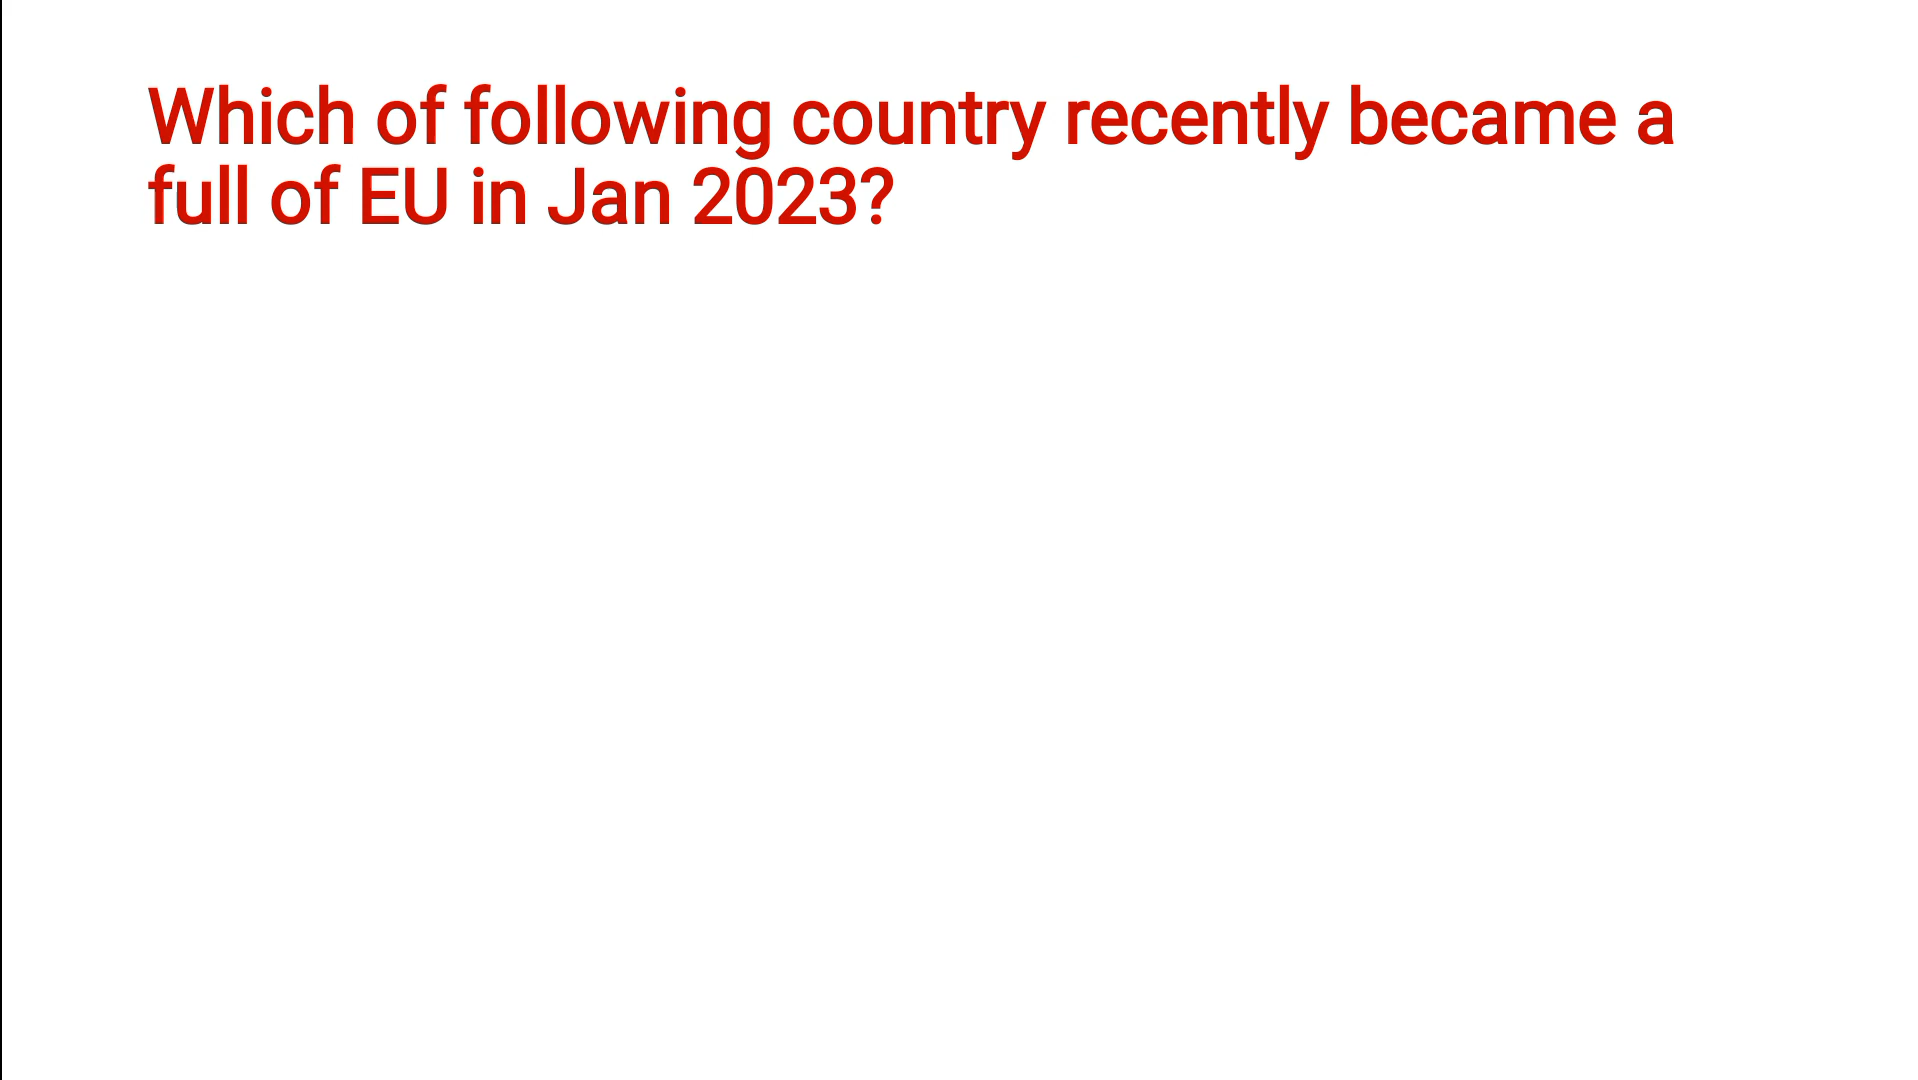 Which of following country recently became a
full of EU in Jan 2023?